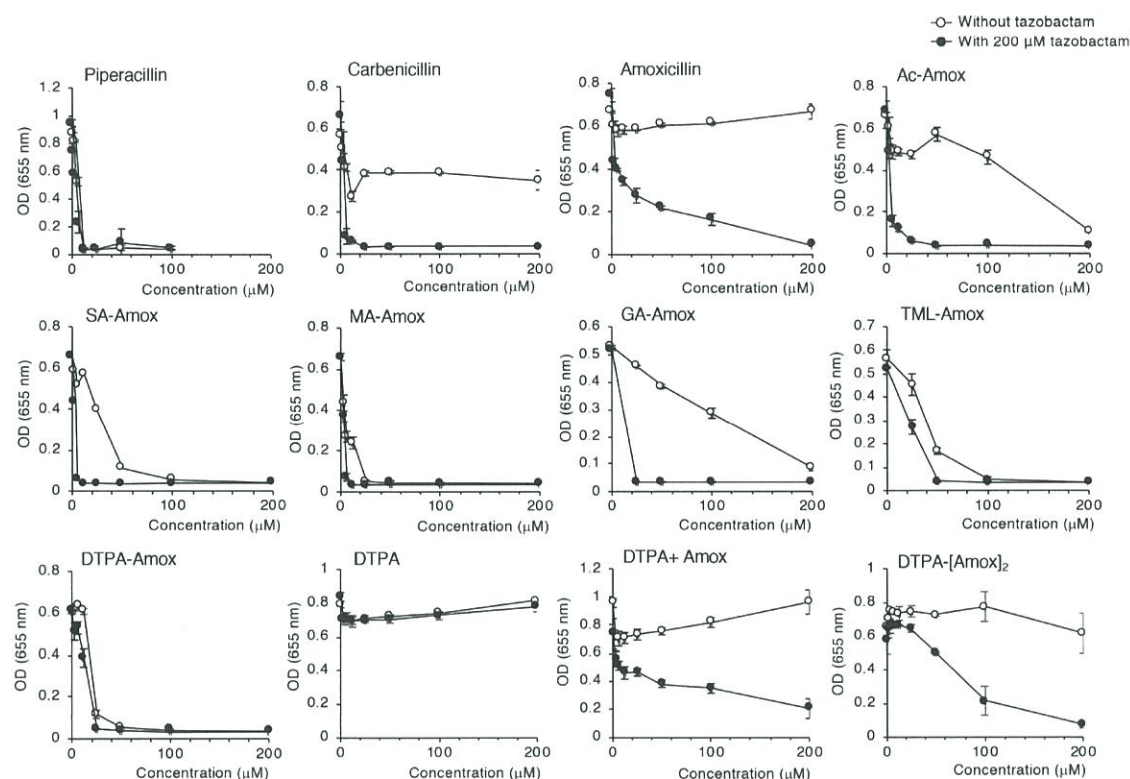 Without tazobactam
With 200 μM tazobactam
Piperacillin
OD (655 nm)
1.2
1
0.8
0.6
0.4
0.2
0
0
100
200
Concentration (μM)
Carbenicillin
OD (655 nm)
0.8
0.6
0.4
0.2
0
0
100
200
Concentration (μM)
Amoxicillin
OD (655 nm)
0.8
0.6
0.4
0.2
0
0
100
200
Concentration (μM)
Ac-Amox
OD (655 nm)
0.8
0.6
0.4
0.2
0
0
100
200
Concentration (μM)
SA-Amox
OD (655 nm)
0.8
0.6
0.4
0.2
0
0
100
200
Concentration (μM)
MA-Amox
OD (655 nm)
0.8
0.6
0.4
0.2
0
0
100
200
Concentration (μM)
GA-Amox
OD (655 nm)
0.6
0.5
0.4
0.3
0.2
0.1
0
0
100
200
Concentration (μM)
TML-Amox
OD (655 nm)
0.7
0.6
0.5
0.4
0.3
0.2
0.1
0
0
100
200
Concentration (μM)
DTPA-Amox
OD (655 nm)
0.8
0.6
0.4
0.2
0
0
100
200
Concentration (μM)
DTPA
OD (655 nm)
1
0.8
0.6
0.4
0.2
0
0
100
200
Concentration (μM)
DTPA+ Amox
OD (655 nm)
1.2
1
0.8
0.6
0.4
0.2
0
0
100
200
Concentration (μM)
DTPA-[Amox]₂
OD (655 nm)
1
0.8
0.6
0.4
0.2
0
0
100
200
Concentration (μM)